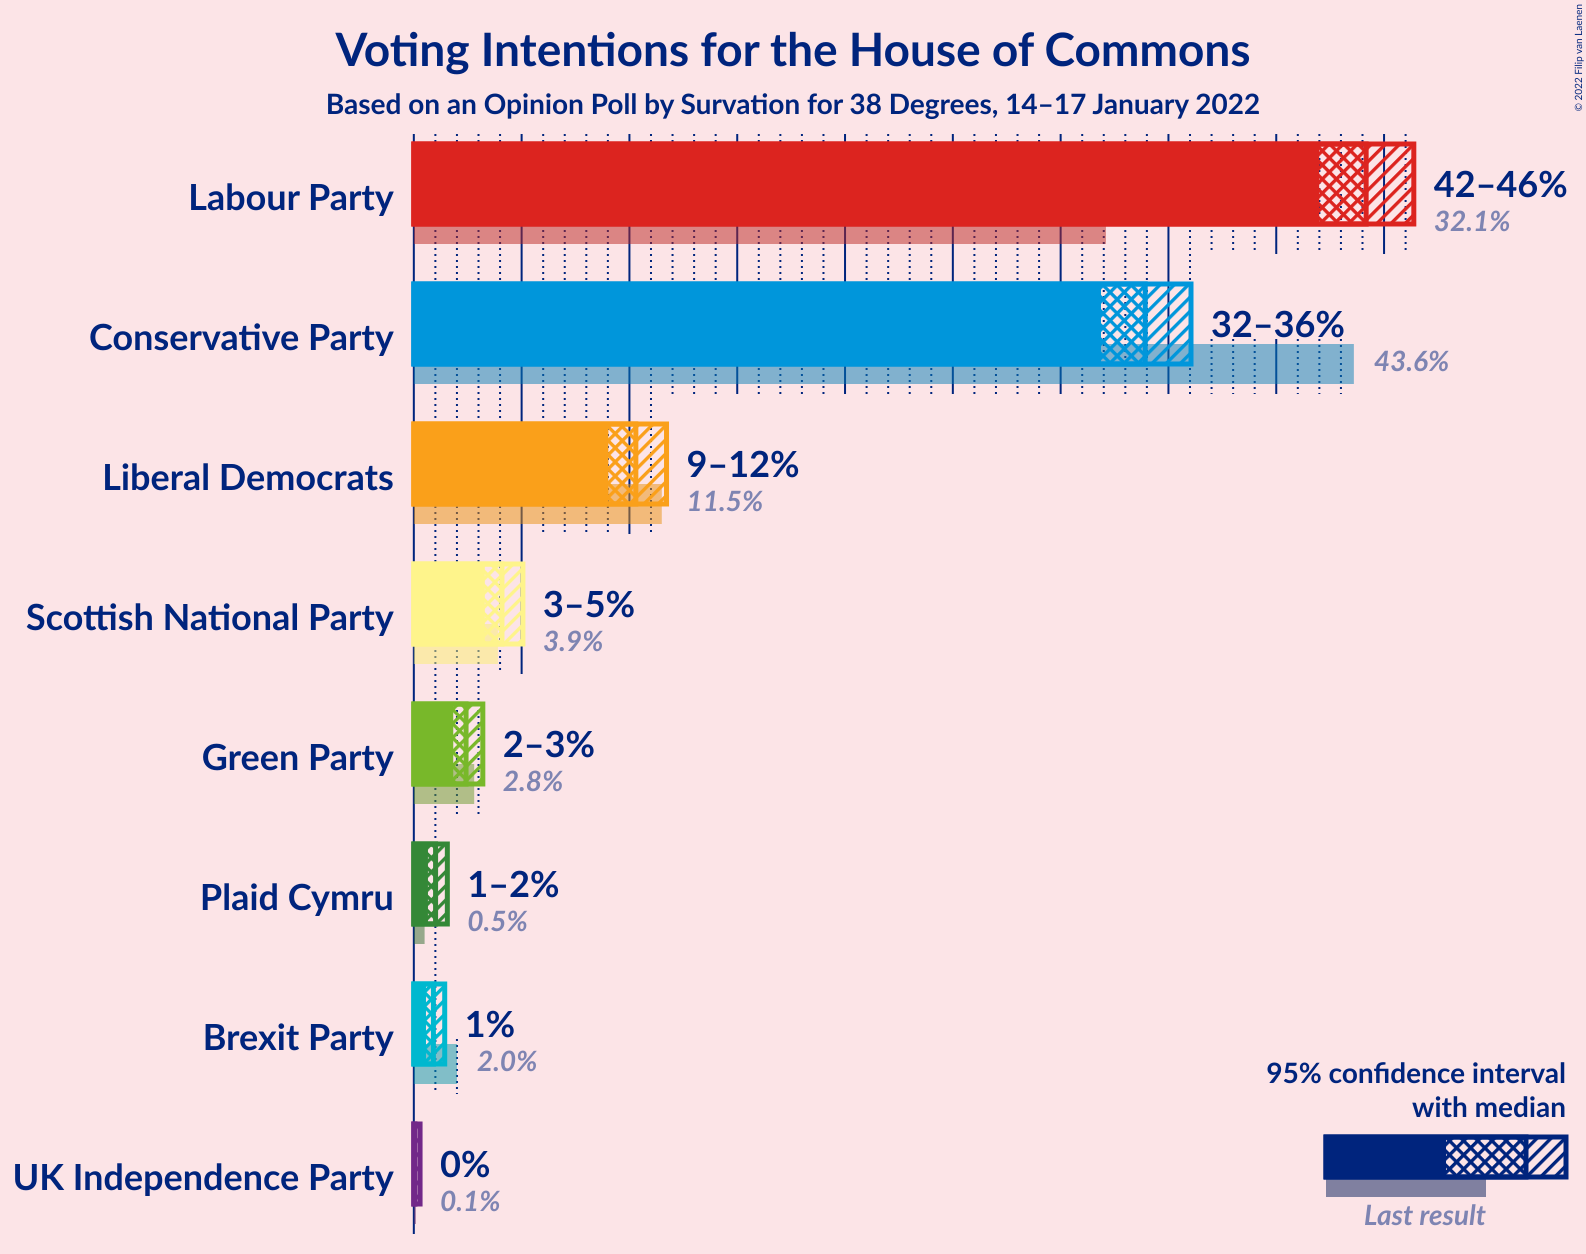 Voting Intentions for the House of Commons
Based on an Opinion Poll by Survation for 38 Degrees, 14–17 January 2022
© 2022 Filip van Laenen
Labour Party
42–46%
32.1%
Conservative Party
32–36%
43.6%
Liberal Democrats
9–12%
11.5%
Scottish National Party
3–5%
3.9%
Green Party
2–3%
2.8%
Plaid Cymru
1–2%
0.5%
Brexit Party
1%
2.0%
UK Independence Party
0%
0.1%
95% confidence interval
with median
Last result